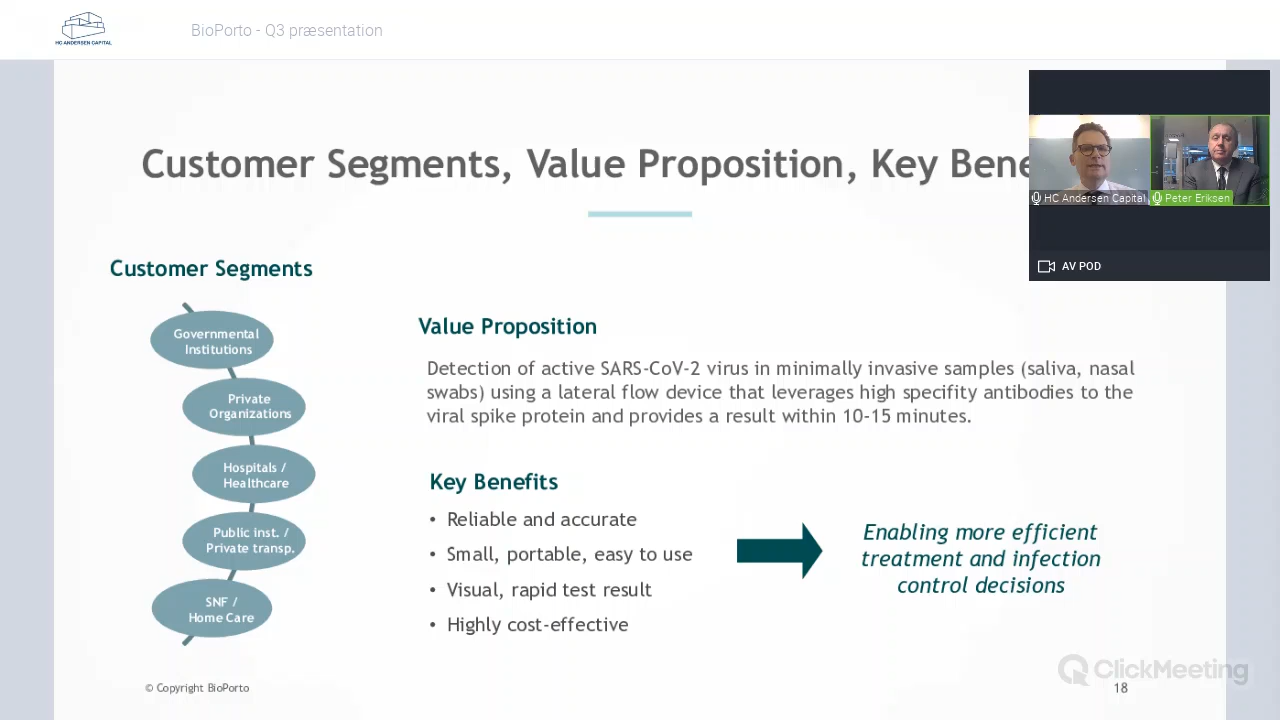 HC ANDERSEN CAPITAL
BioPorto - Q3 præsentation
Customer Segments, Value Proposition, Key Bene
HC Andersen Capital
Peter Eriksen
AV POD
Customer Segments
Governmental
Institutions
Private
Organizations
Hospitals /
Healthcare
Public inst. /
Private transp.
SNF /
Home Care
Value Proposition
Detection of active SARS-CoV-2 virus in minimally invasive samples (saliva, nasal
swabs) using a lateral flow device that leverages high specifity antibodies to the
viral spike protein and provides a result within 10-15 minutes.
Key Benefits
• Reliable and accurate
• Small, portable, easy to use
• Visual, rapid test result
• Highly cost-effective
Enabling more efficient
treatment and infection
control decisions
© Copyright BioPorto
ClickMeeting
18